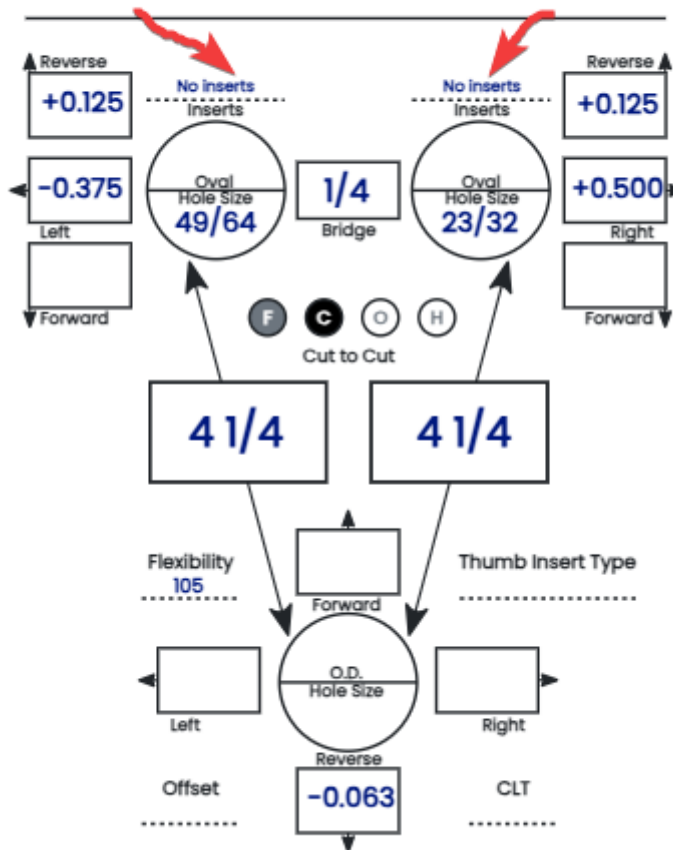 Reverse
Reverse
+0.125
No inserts
No inserts
+0.125
Inserts
Inserts
-0.375
Oval
Hole Size
49/64
1/4
Oval
Hole Size
23/32
+0.500
Left
Bridge
Right
Forward
F C O H
Forward
Cut to Cut
4 1/4
4 1/4
Flexibility
105
Thumb Insert Type
Forward
O.D.
Hole Size
Left
Right
Reverse
Offset
-0.063
CLT